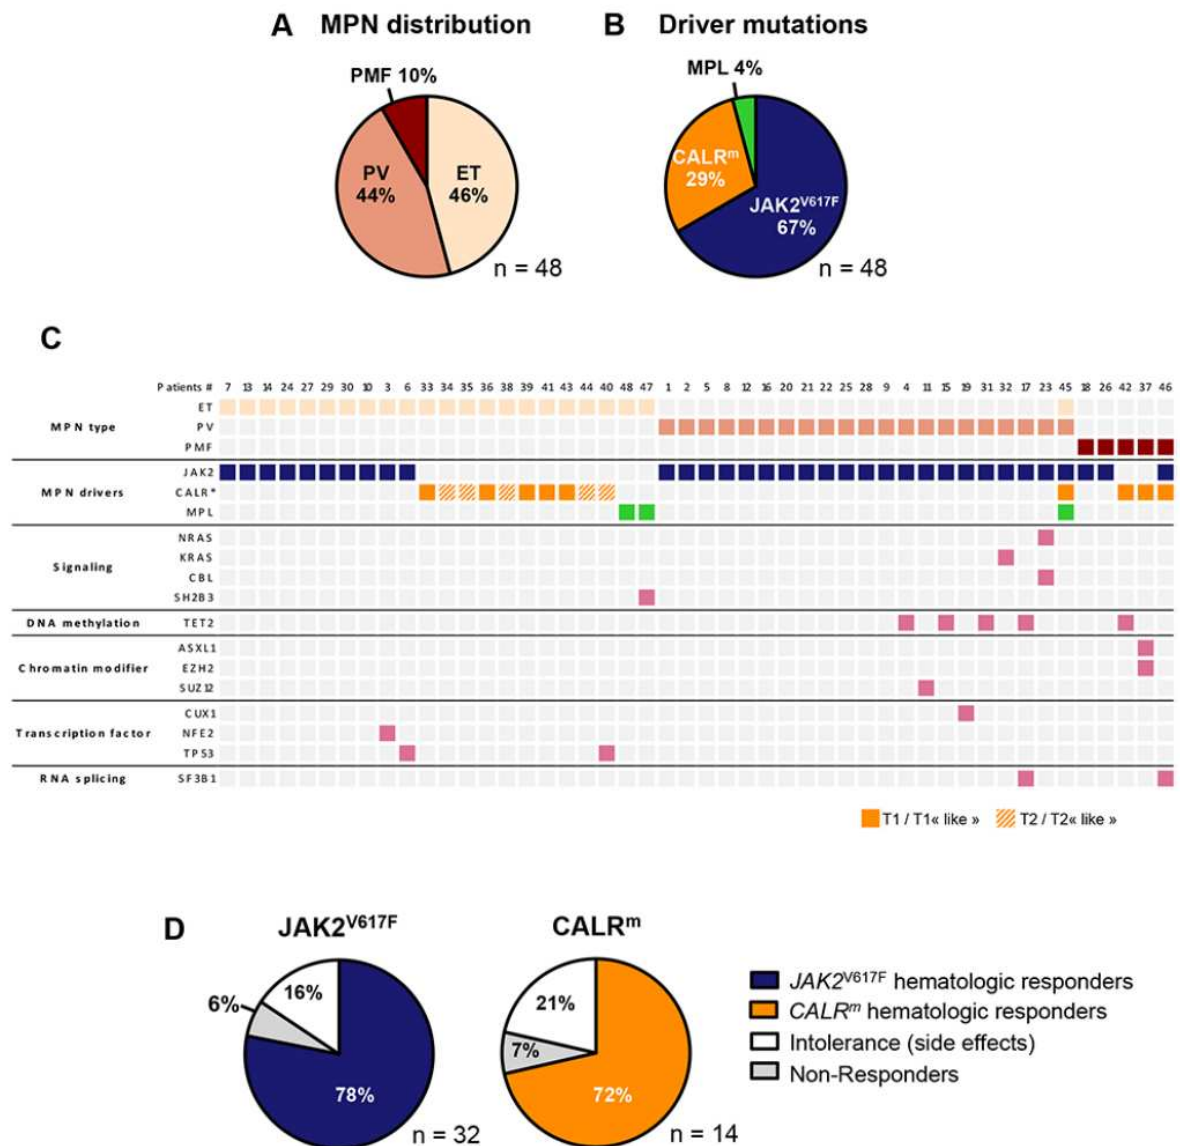 A MPN distribution
B Driver mutations
PMF 10%
PV
44%
ET
46%
n = 48
MPL 4%
CALRᵐ
29%
JAK2ⱽ⁶¹⁷ᶠ
67%
n = 48
C
Patients # 7 13 14 24 27 29 30 10 3 6 33 34 35 36 38 39 41 43 44 40 48 47 1 2 5 8 12 16 20 21 22 25 28 9 4 11 15 19 31 32 17 23 45 18 26 42 37 46
MPN type
ET
PV
PMF
MPN drivers
JAK2
CALR*
MPL
Signaling
NRAS
KRAS
CBL
SH2B3
DNA methylation TET2
Chromatin modifier
ASXL1
EZH2
SUZ12
Transcription factor
CUX1
NFE2
TP53
RNA splicing SF3B1
T1 / T1« like » T2 / T2« like »
D
JAK2ⱽ⁶¹⁷ᶠ
6%
16%
78%
n = 32
CALRᵐ
21%
7%
72%
n = 14
JAK2ⱽ⁶¹⁷ᶠ hematologic responders
CALRᵐ hematologic responders
Intolerance (side effects)
Non-Responders